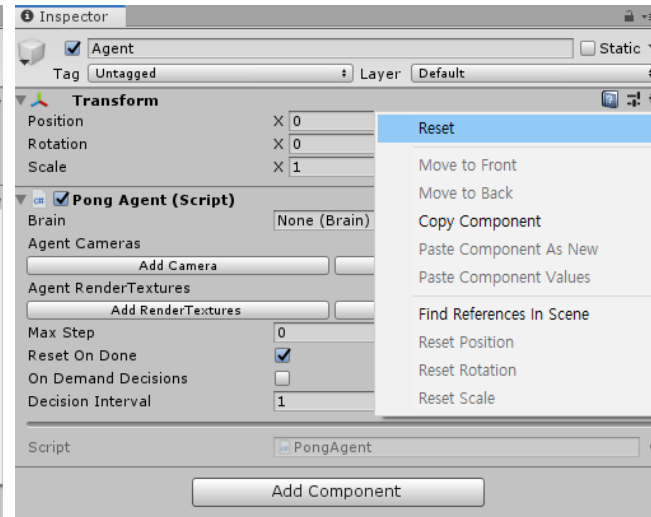 Inspector
Agent Static
Tag Untagged Layer Default
Transform
Position X 0
Rotation X 0
Scale X 1
Pong Agent (Script)
Brain None (Brain)
Agent Cameras
Add Camera
Agent RenderTextures
Add RenderTextures
Max Step 0
Reset On Done
On Demand Decisions
Decision Interval 1
Script PongAgent
Add Component
Reset
Move to Front
Move to Back
Copy Component
Paste Component As New
Paste Component Values
Find References In Scene
Reset Position
Reset Rotation
Reset Scale